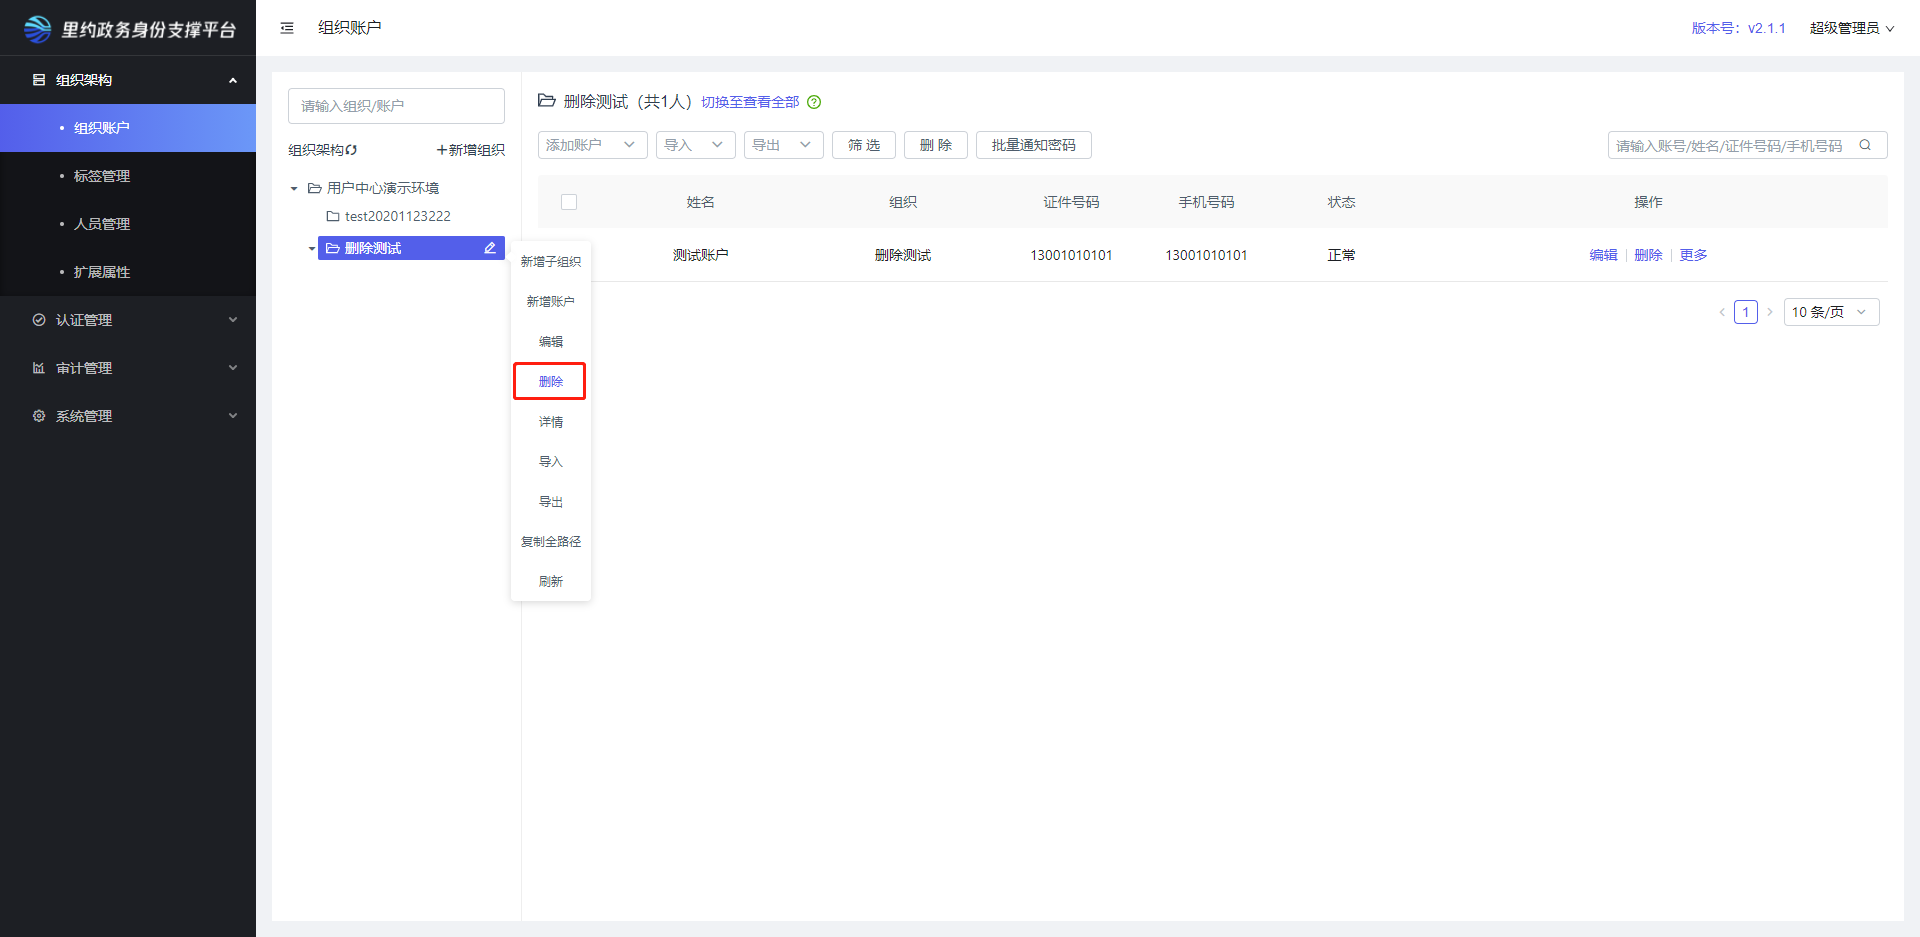 里约政务身份支撑平台
组织架构
组织账户
标签管理
人员管理
扩展属性
认证管理
审计管理
系统管理
组织账户
版本号：v2.1.1
超级管理员
请输入组织/账户
组织架构
新增组织
用户中心演示环境
test20201123222
删除测试
新增子组织
新增账户
编辑
删除
详情
导入
导出
复制全路径
刷新
删除测试（共1人） 切换至查看全部
添加账户 导入 导出 筛 选 删 除 批量通知密码
请输入账号/姓名/证件号码/手机号码
姓名 组织 证件号码 手机号码 状态 操作
测试账户 删除测试 13001010101 13001010101 正常 编辑 删除 更多
1 10 条/页